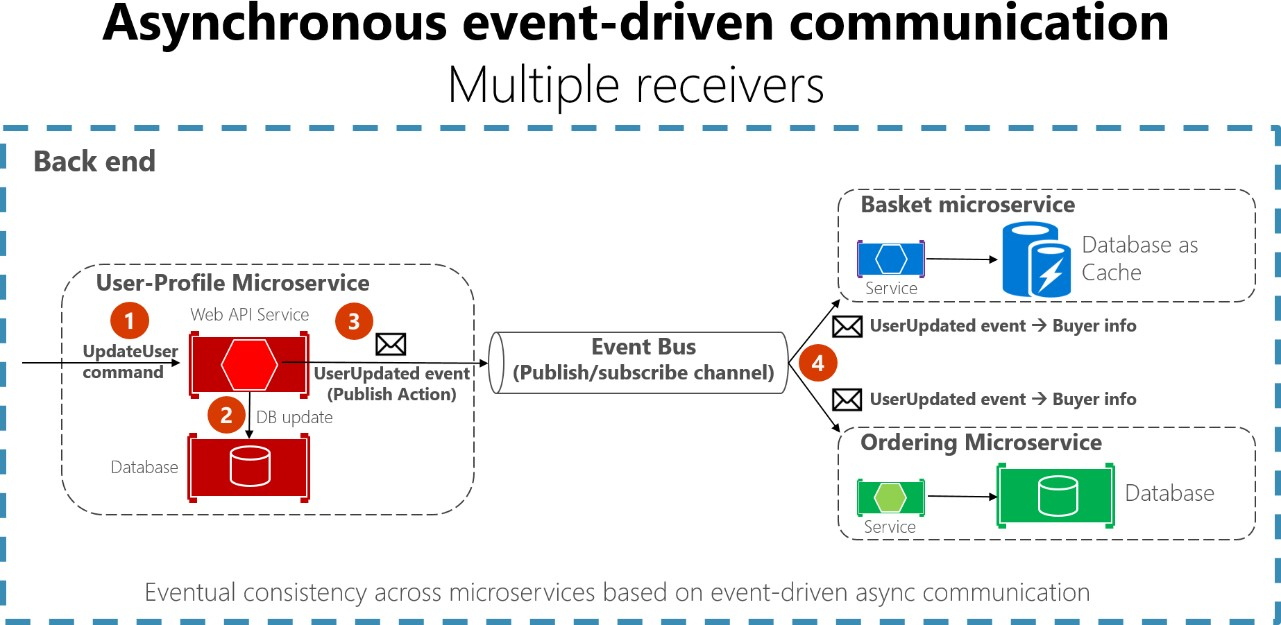 Asynchronous event-driven communication
Multiple receivers
Back end
User-Profile Microservice
1
Web API Service
3
UpdateUser
command
UserUpdated event
(Publish Action)
2
DB update
Database
Event Bus
(Publish/subscribe channel)
4
Basket microservice
Service
Database as
Cache
UserUpdated event → Buyer info
UserUpdated event → Buyer info
Ordering Microservice
Service
Database
Eventual consistency across microservices based on event-driven async communication